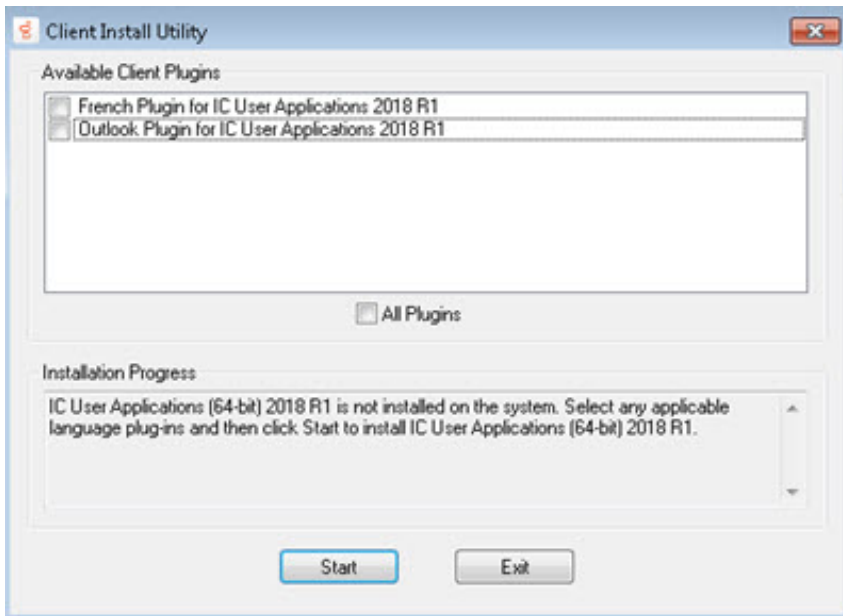 Client Install Utility
Available Client Plugins
French Plugin for IC User Applications 2018 R1
Outlook Plugin for IC User Applications 2018 R1
All Plugins
Installation Progress
IC User Applications (64-bit) 2018 R1 is not installed on the system. Select any applicable
language plug-ins and then click Start to install IC User Applications (64-bit) 2018 R1.
Start Exit